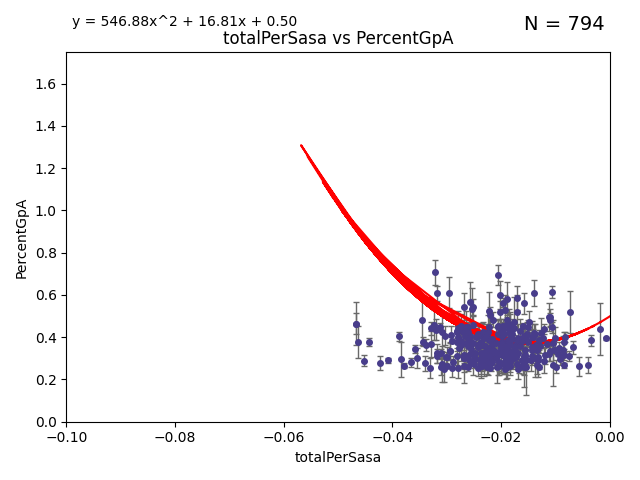 y = 546.88x^2 + 16.81x + 0.50
N = 794
totalPerSasa vs PercentGpA
1.6
1.4
1.2
1.0
0.8
0.6
0.4
0.2
0.0
PercentGpA
−0.10 −0.08 −0.06 −0.04 −0.02 0.00
totalPerSasa